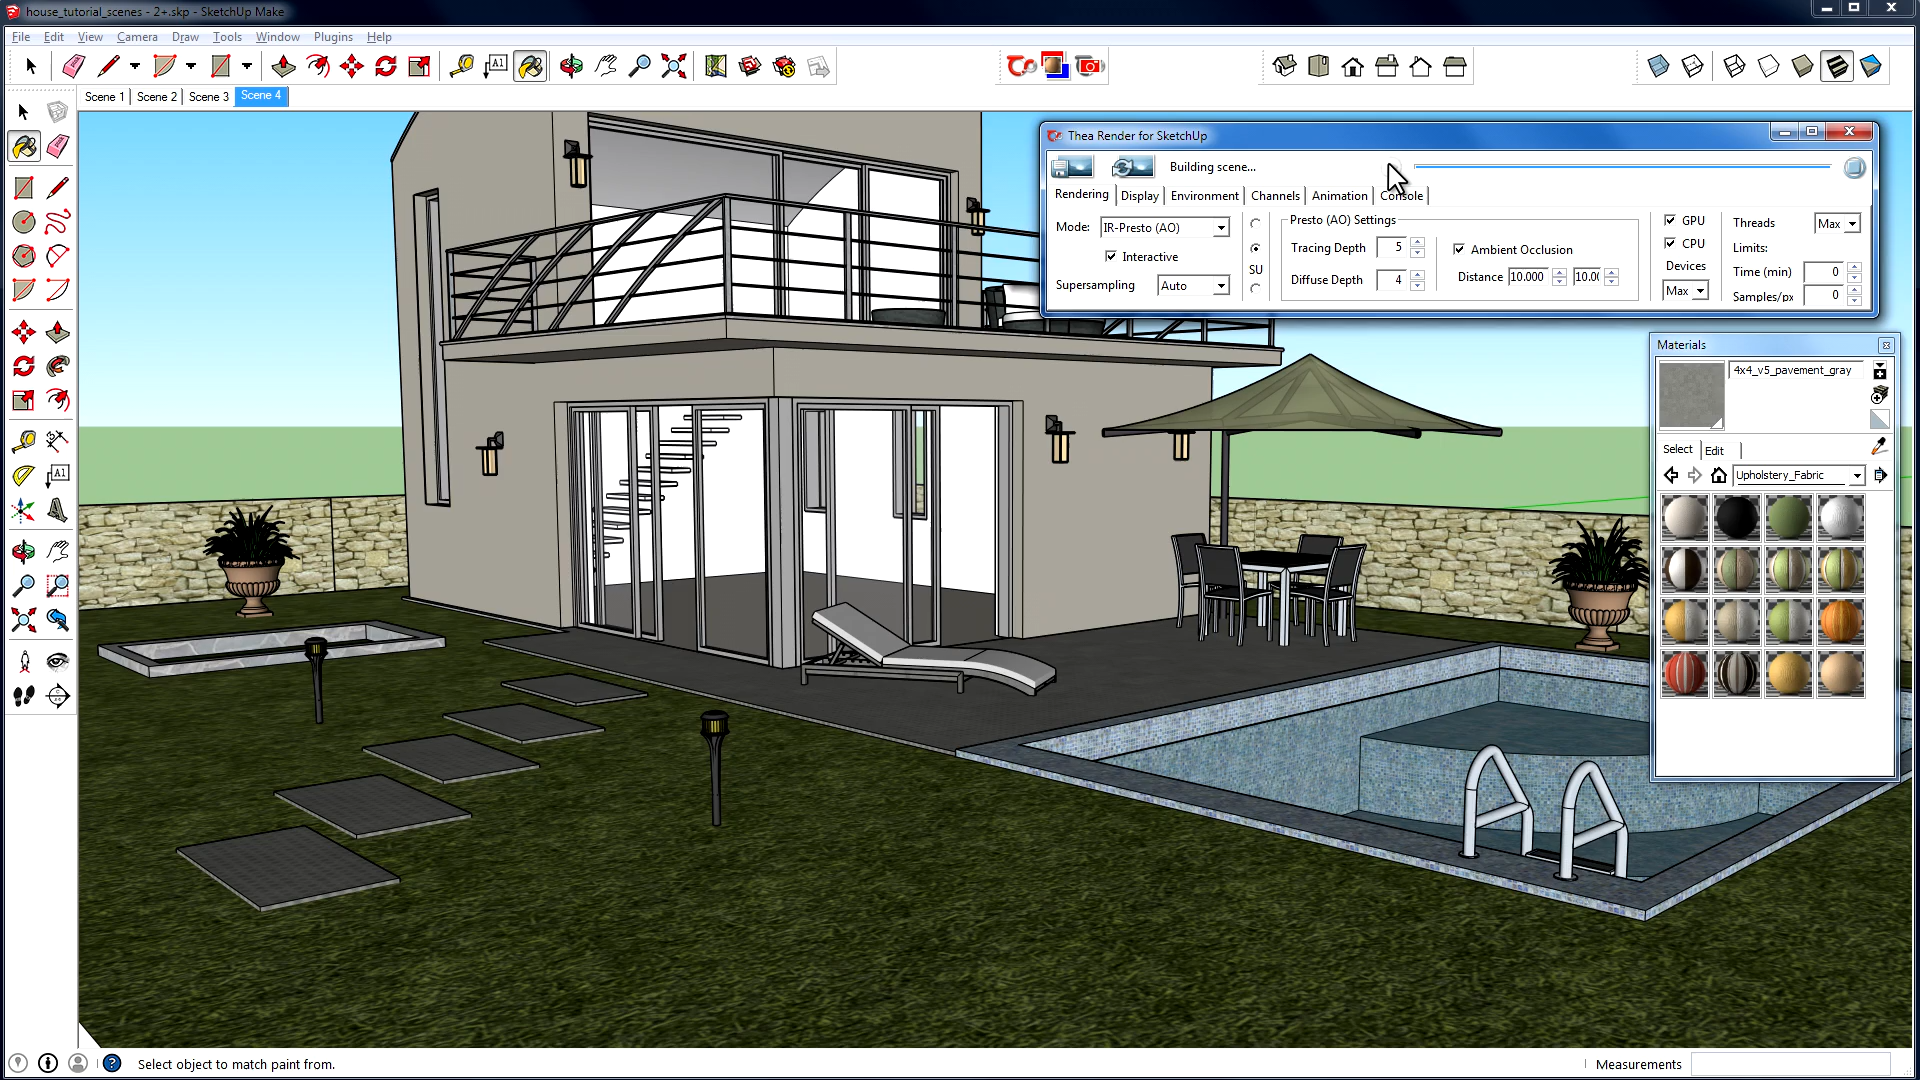 house_tutorial_scenes - 2+.skp - SketchUp Make
File Edit View Camera Draw Tools Window Plugins Help
A1
Scene 1 Scene 2 Scene 3 Scene 4
Thea Render for SketchUp
Building scene...
Rendering Display Environment Channels Animation Console
Mode: IR-Presto (AO)
Interactive
Supersampling Auto
SU
Presto (AO) Settings
Tracing Depth 5
Diffuse Depth 4
Ambient Occlusion
Distance 10.000 10.0
GPU
CPU
Devices
Max
Threads Max
Limits:
Time (min) 0
Samples/px 0
Materials
4x4_v5_pavement_gray
Select Edit
Upholstery_Fabric
A1
Select object to match paint from.
Measurements